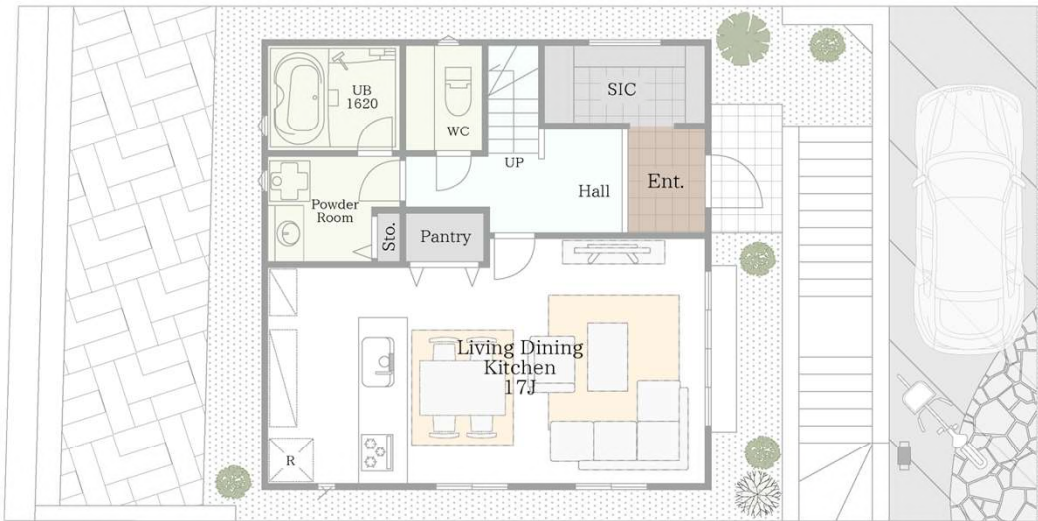 UB
1620
WC
SIC
UP
Hall
Ent.
Powder
Room
Sto.
Pantry
Living Dining
Kitchen
17J
R